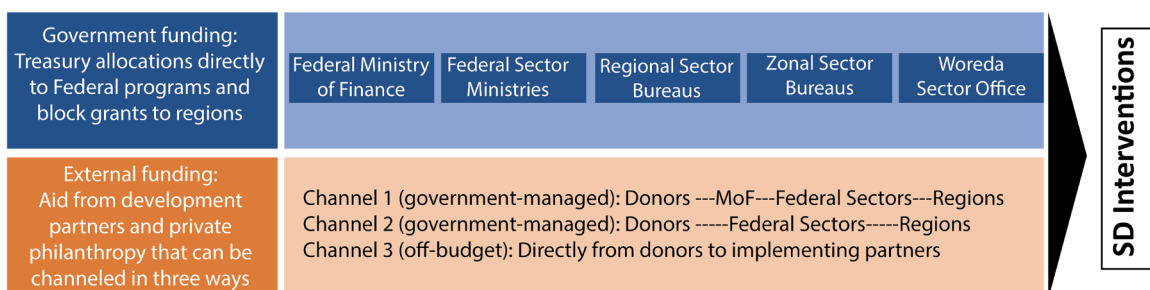 Government funding:
Treasury allocations directly
to Federal programs and
block grants to regions
Federal Ministry
of Finance
Federal Sector
Ministries
Regional Sector
Bureaus
Zonal Sector
Bureaus
Woreda
Sector Office
External funding:
Aid from development
partners and private
philanthropy that can be
channeled in three ways
Channel 1 (government-managed): Donors ---MoF---Federal Sectors---Regions
Channel 2 (government-managed): Donors -----Federal Sectors-----Regions
Channel 3 (off-budget): Directly from donors to implementing partners
SD Interventions